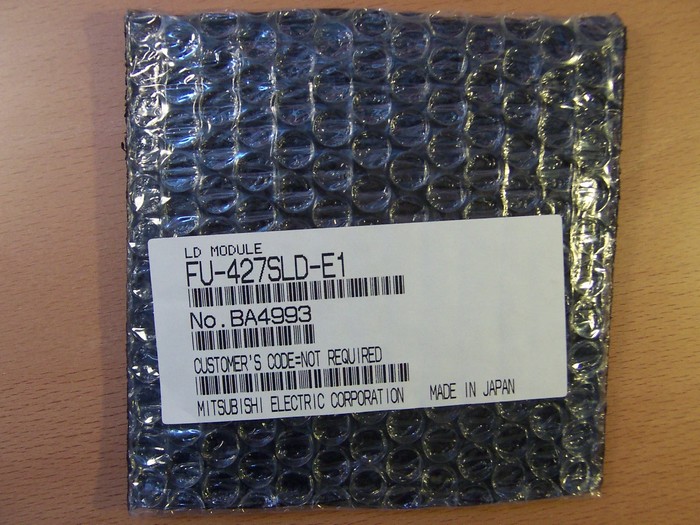 LD MODULE
FU-427SLD-E1
No.BA4993
CUSTOMER'S CODE=NOT REQUIRED
MITSUBISHI ELECTRIC CORPORATION MADE IN JAPAN